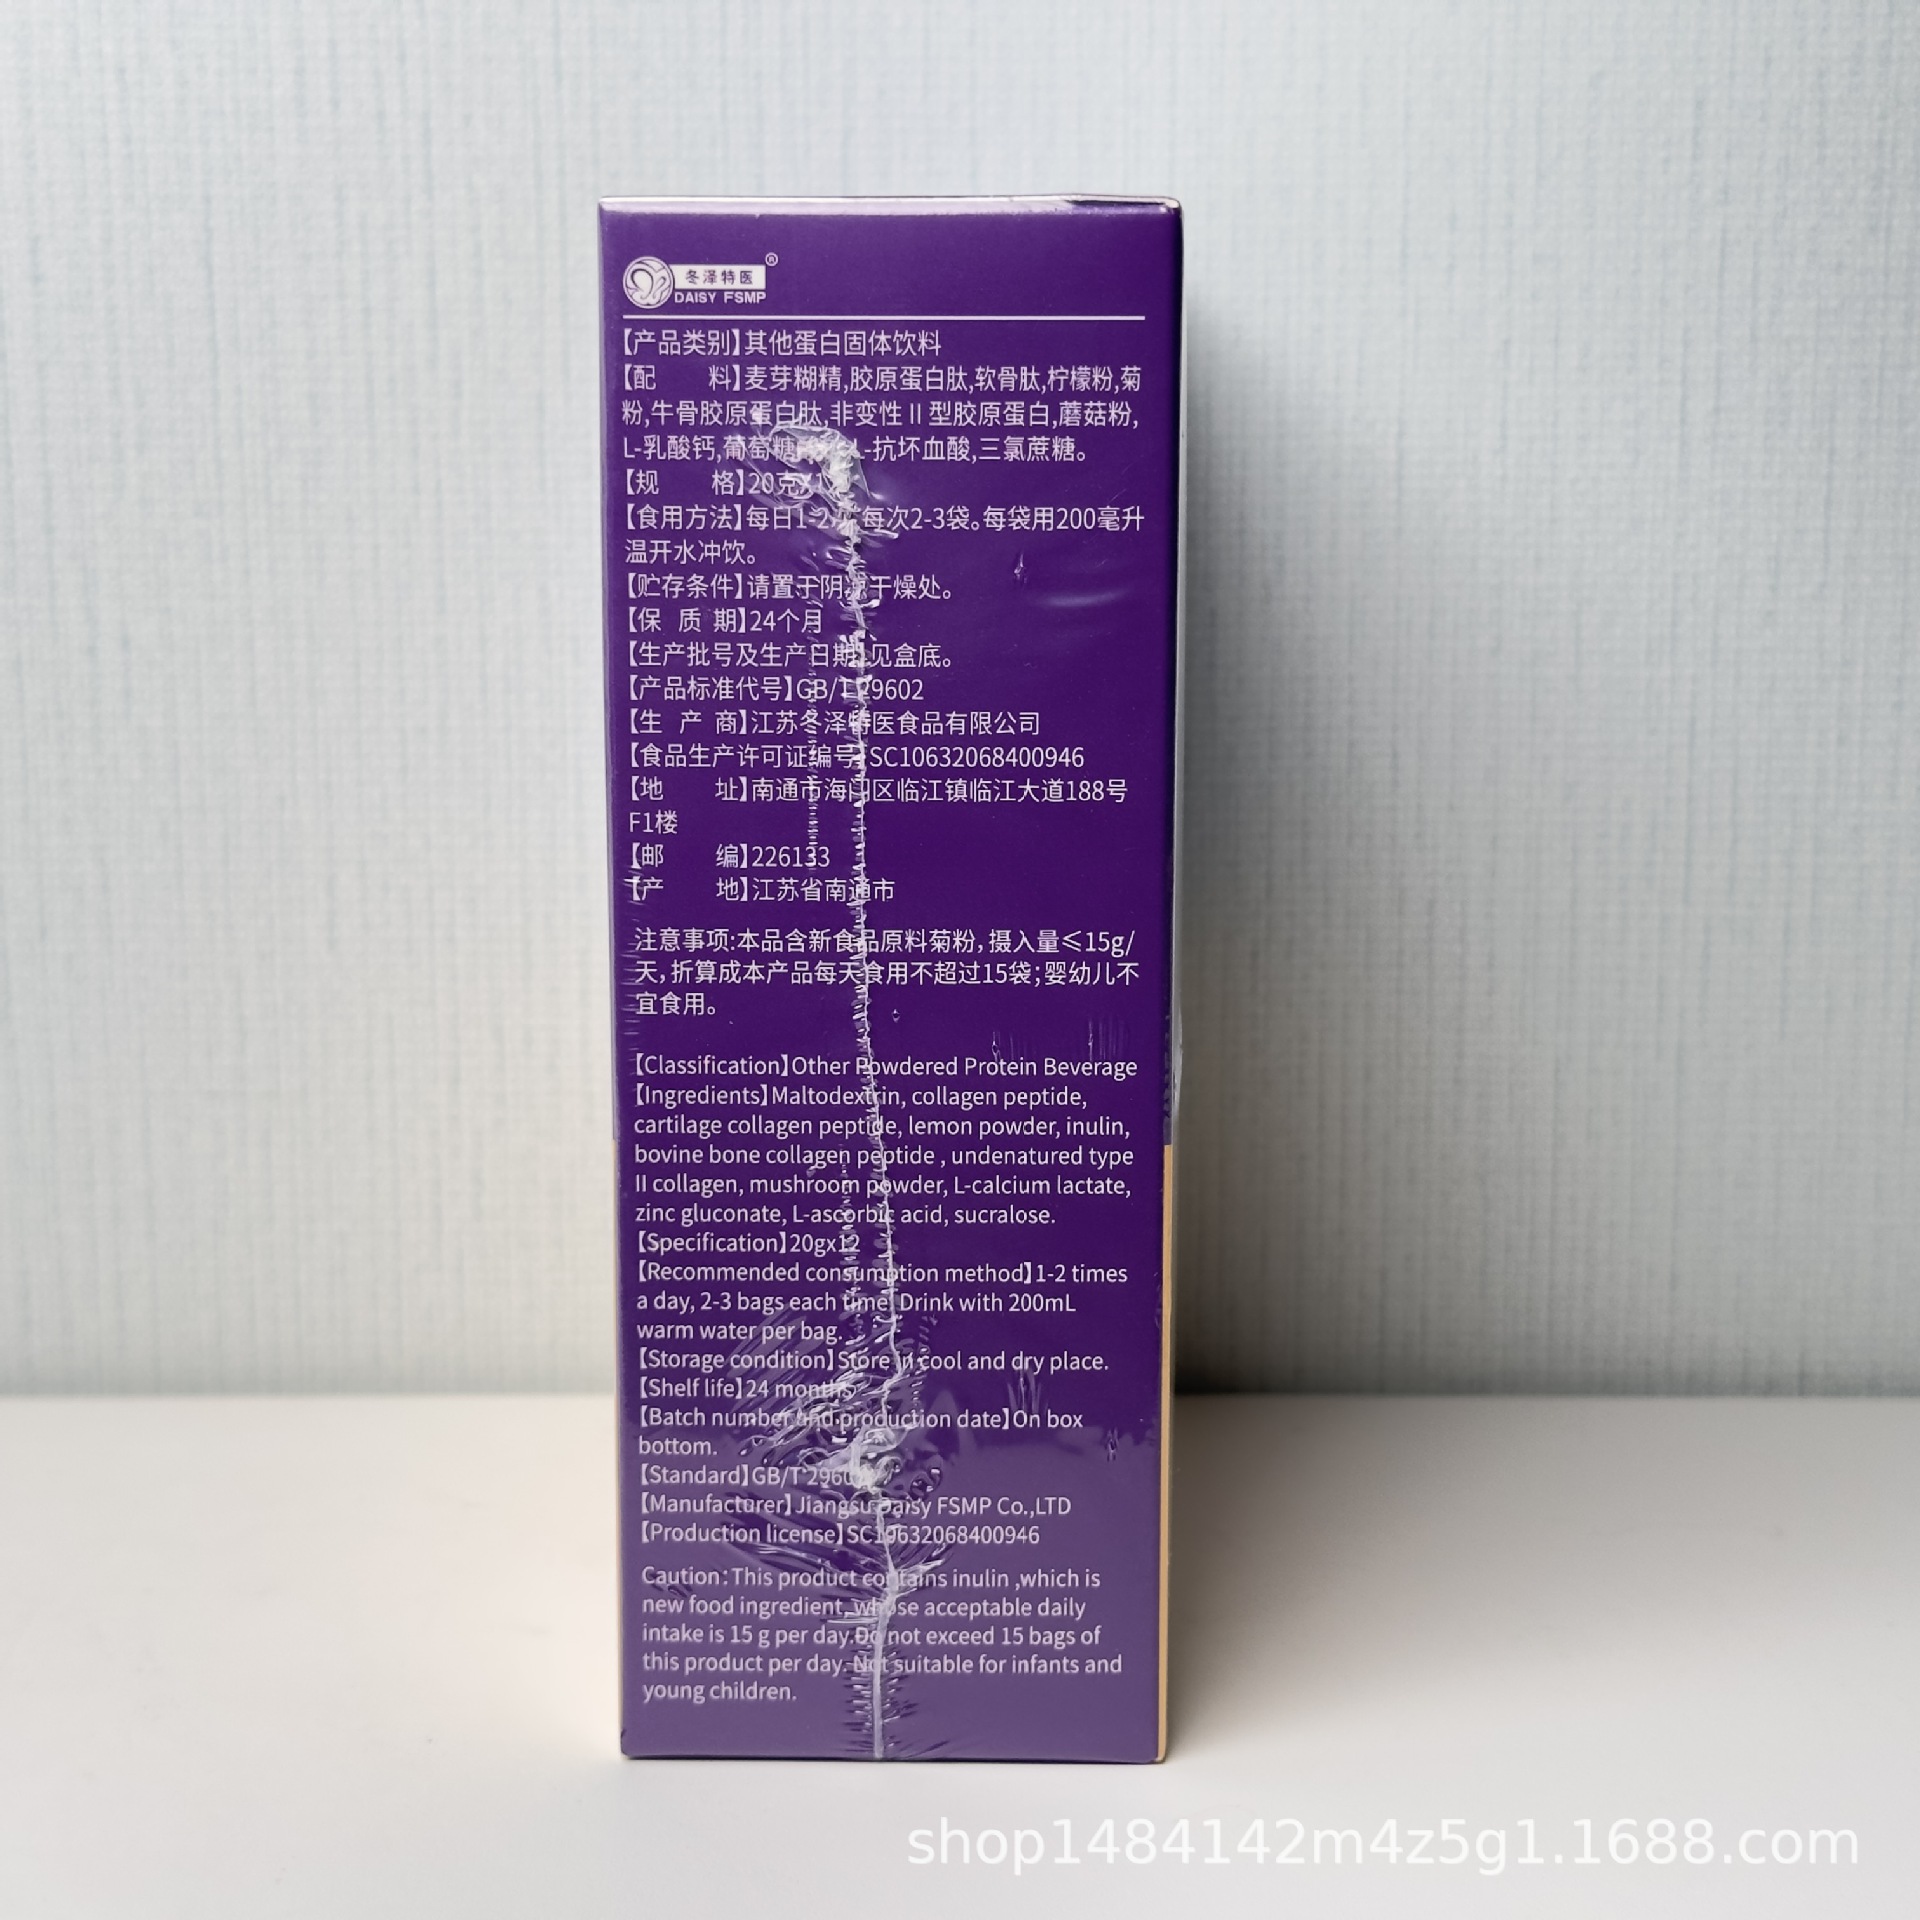 冬泽特医
®
DAISY FSMP
【产品类别】其他蛋白固体饮料
【配 料】麦芽糊精,胶原蛋白肽,软骨肽,柠檬粉,菊
粉,牛骨胶原蛋白肽,非变性II型胶原蛋白,蘑菇粉,
L-乳酸钙,葡萄糖 L-抗坏血酸,三氯蔗糖。
【规 格】20克X1
【食用方法】每日1-2 每次2-3袋。每袋用200毫升
温开水冲饮。
【贮存条件】请置于阴凉干燥处。
【保 质 期】24个月
【生产批号及生产日期】见盒底。
【产品标准代号】GB/T 29602
【生 产 商】江苏冬泽特医食品有限公司
【食品生产许可证编号】SC10632068400946
【地 址】南通市海门区临江镇临江大道188号
F1楼
【邮 编】226133
【产 地】江苏省南通市
注意事项:本品含新食品原料菊粉,摄入量≤15g/
天,折算成本产品每天食用不超过15袋;婴幼儿不
宜食用。
【Classification】Other Powdered Protein Beverage
【Ingredients】Maltodextrin, collagen peptide,
cartilage collagen peptide, lemon powder, inulin,
bovine bone collagen peptide , undenatured type
II collagen, mushroom powder, L-calcium lactate,
zinc gluconate, L-ascorbic acid, sucralose.
【Specification】20gx12
【Recommended consumption method】1-2 times
a day, 2-3 bags each time. Drink with 200mL
warm water per bag.
【Storage condition】Store in cool and dry place.
【Shelf life】24 months
【Batch number and production date】On box
bottom.
【Standard】GB/T 29602
【Manufacturer】Jiangsu Daisy FSMP Co.,LTD
【Production license】SC10632068400946
Caution:This product contains inulin ,which is
new food ingredient, whose acceptable daily
intake is 15 g per day.Do not exceed 15 bags of
this product per day. Not suitable for infants and
young children.
shop1484142m4z5g1.1688.com